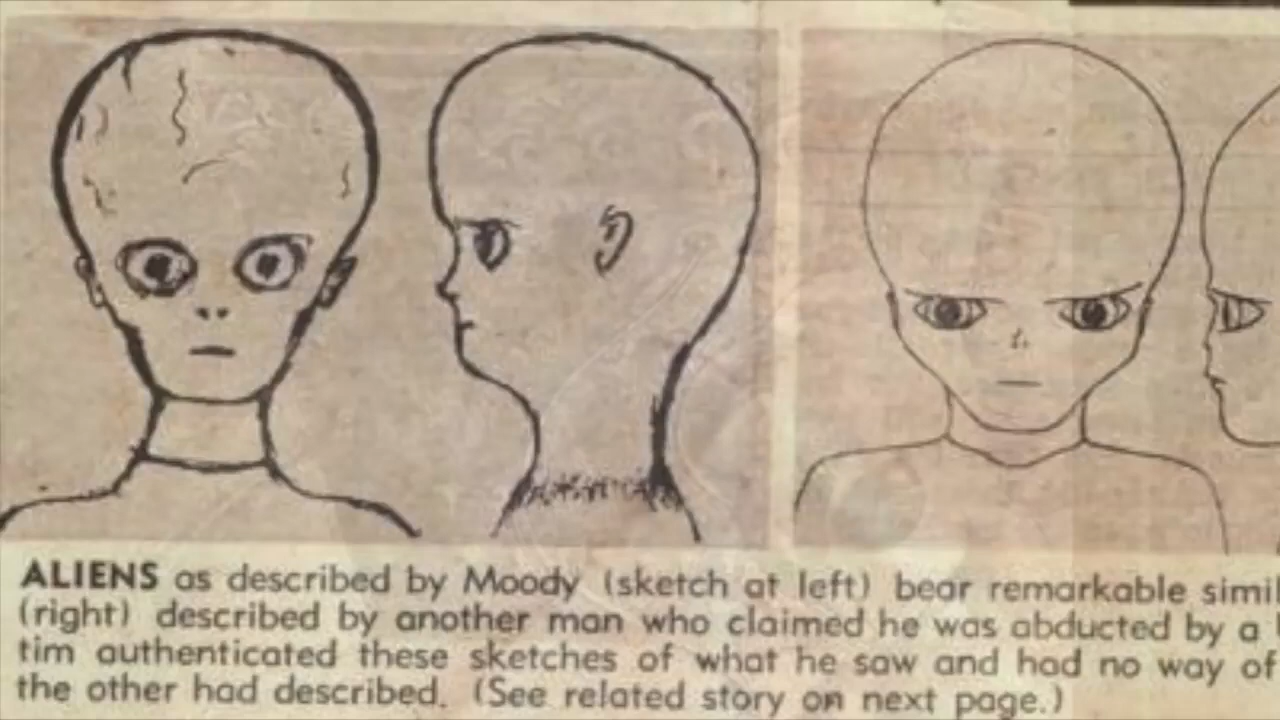 ALIENS as described by Moody (sketch at left) bear remarkable simil
(right) described by another man who claimed he was abducted by a
tim authenticated these sketches of what he saw and had no way of
the other had described. (See related story on next page.)